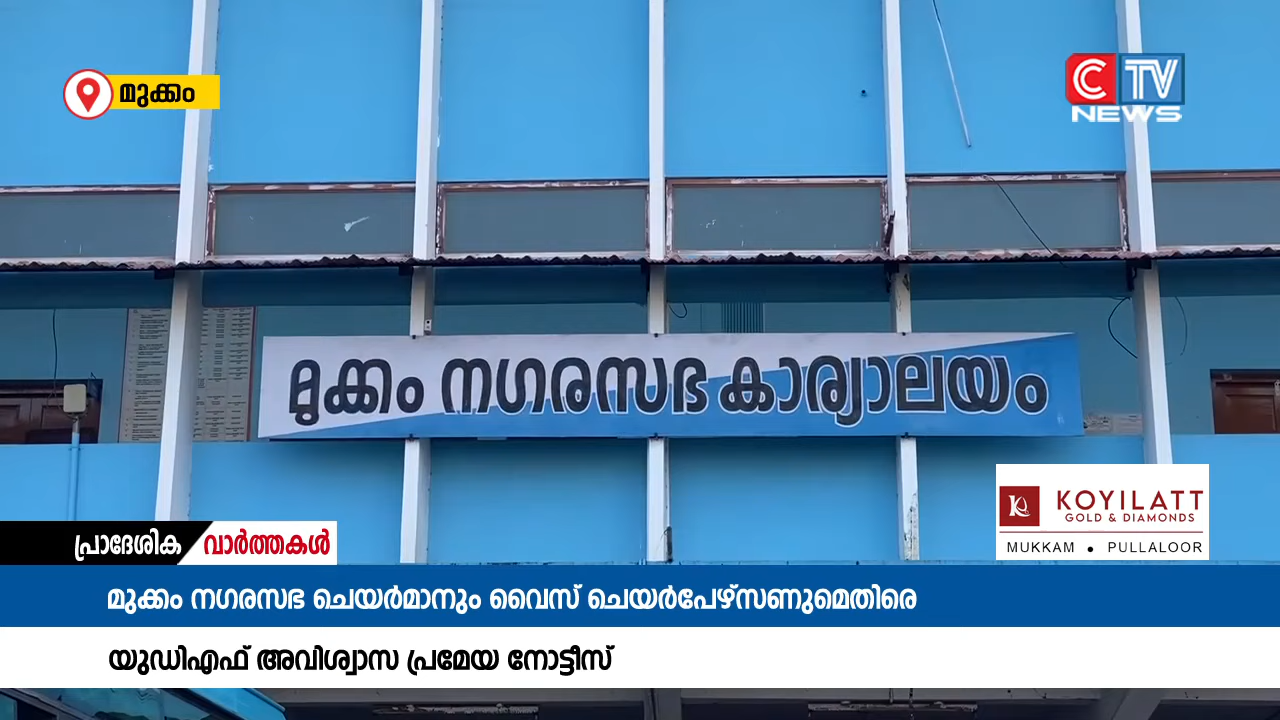 മുക്കം
CTV
NEWS
മുക്കം നഗരസഭ കാര്യാലയം
KOYILATT
GOLD & DIAMONDS
MUKKAM • PULLALOOR
പ്രാദേശിക വാർത്തകൾ
മുക്കം നഗരസഭ ചെയർമാനും വൈസ് ചെയർപേഴ്സണുമെതിരെ
യുഡിഎഫ് അവിശ്വാസ പ്രമേയ നോട്ടീസ്